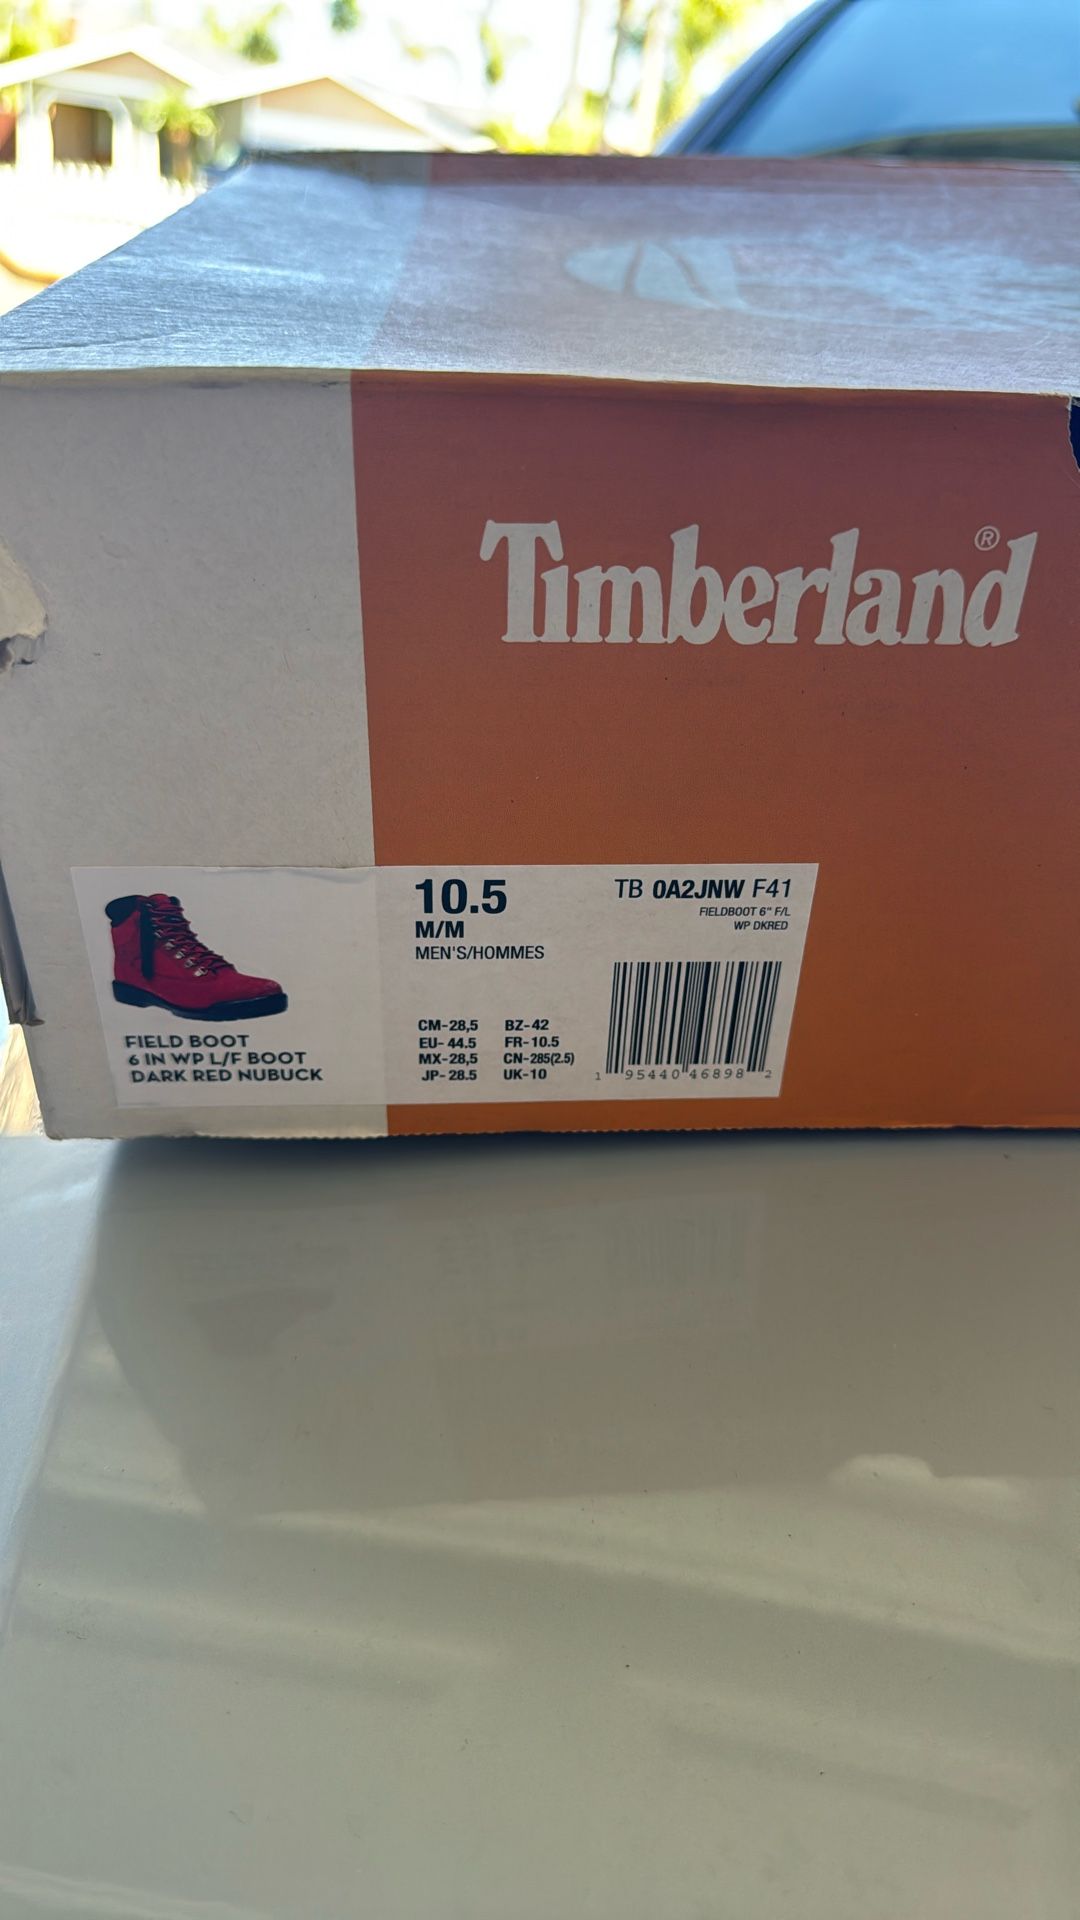 Timberland®
10.5
M/M
MEN'S/HOMMES
TB 0A2JNW F41
FIELDBOOT 6" F/L
WP DKRED
FIELD BOOT
6 IN WP L/F BOOT
DARK RED NUBUCK
CM-28,5 BZ-42
EU-44.5 FR-10.5
MX-28,5 CN-285(2.5)
JP-28.5 UK-10
1 95440 46898 2